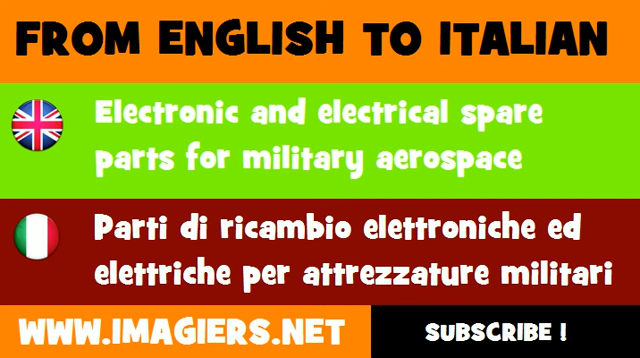 FROM ENGLISH TO ITALIAN
Electronic and electrical spare
parts for military aerospace
Parti di ricambio elettroniche ed
elettriche per attrezzature militari
WWW.IMAGIERS.NET
SUBSCRIBE !